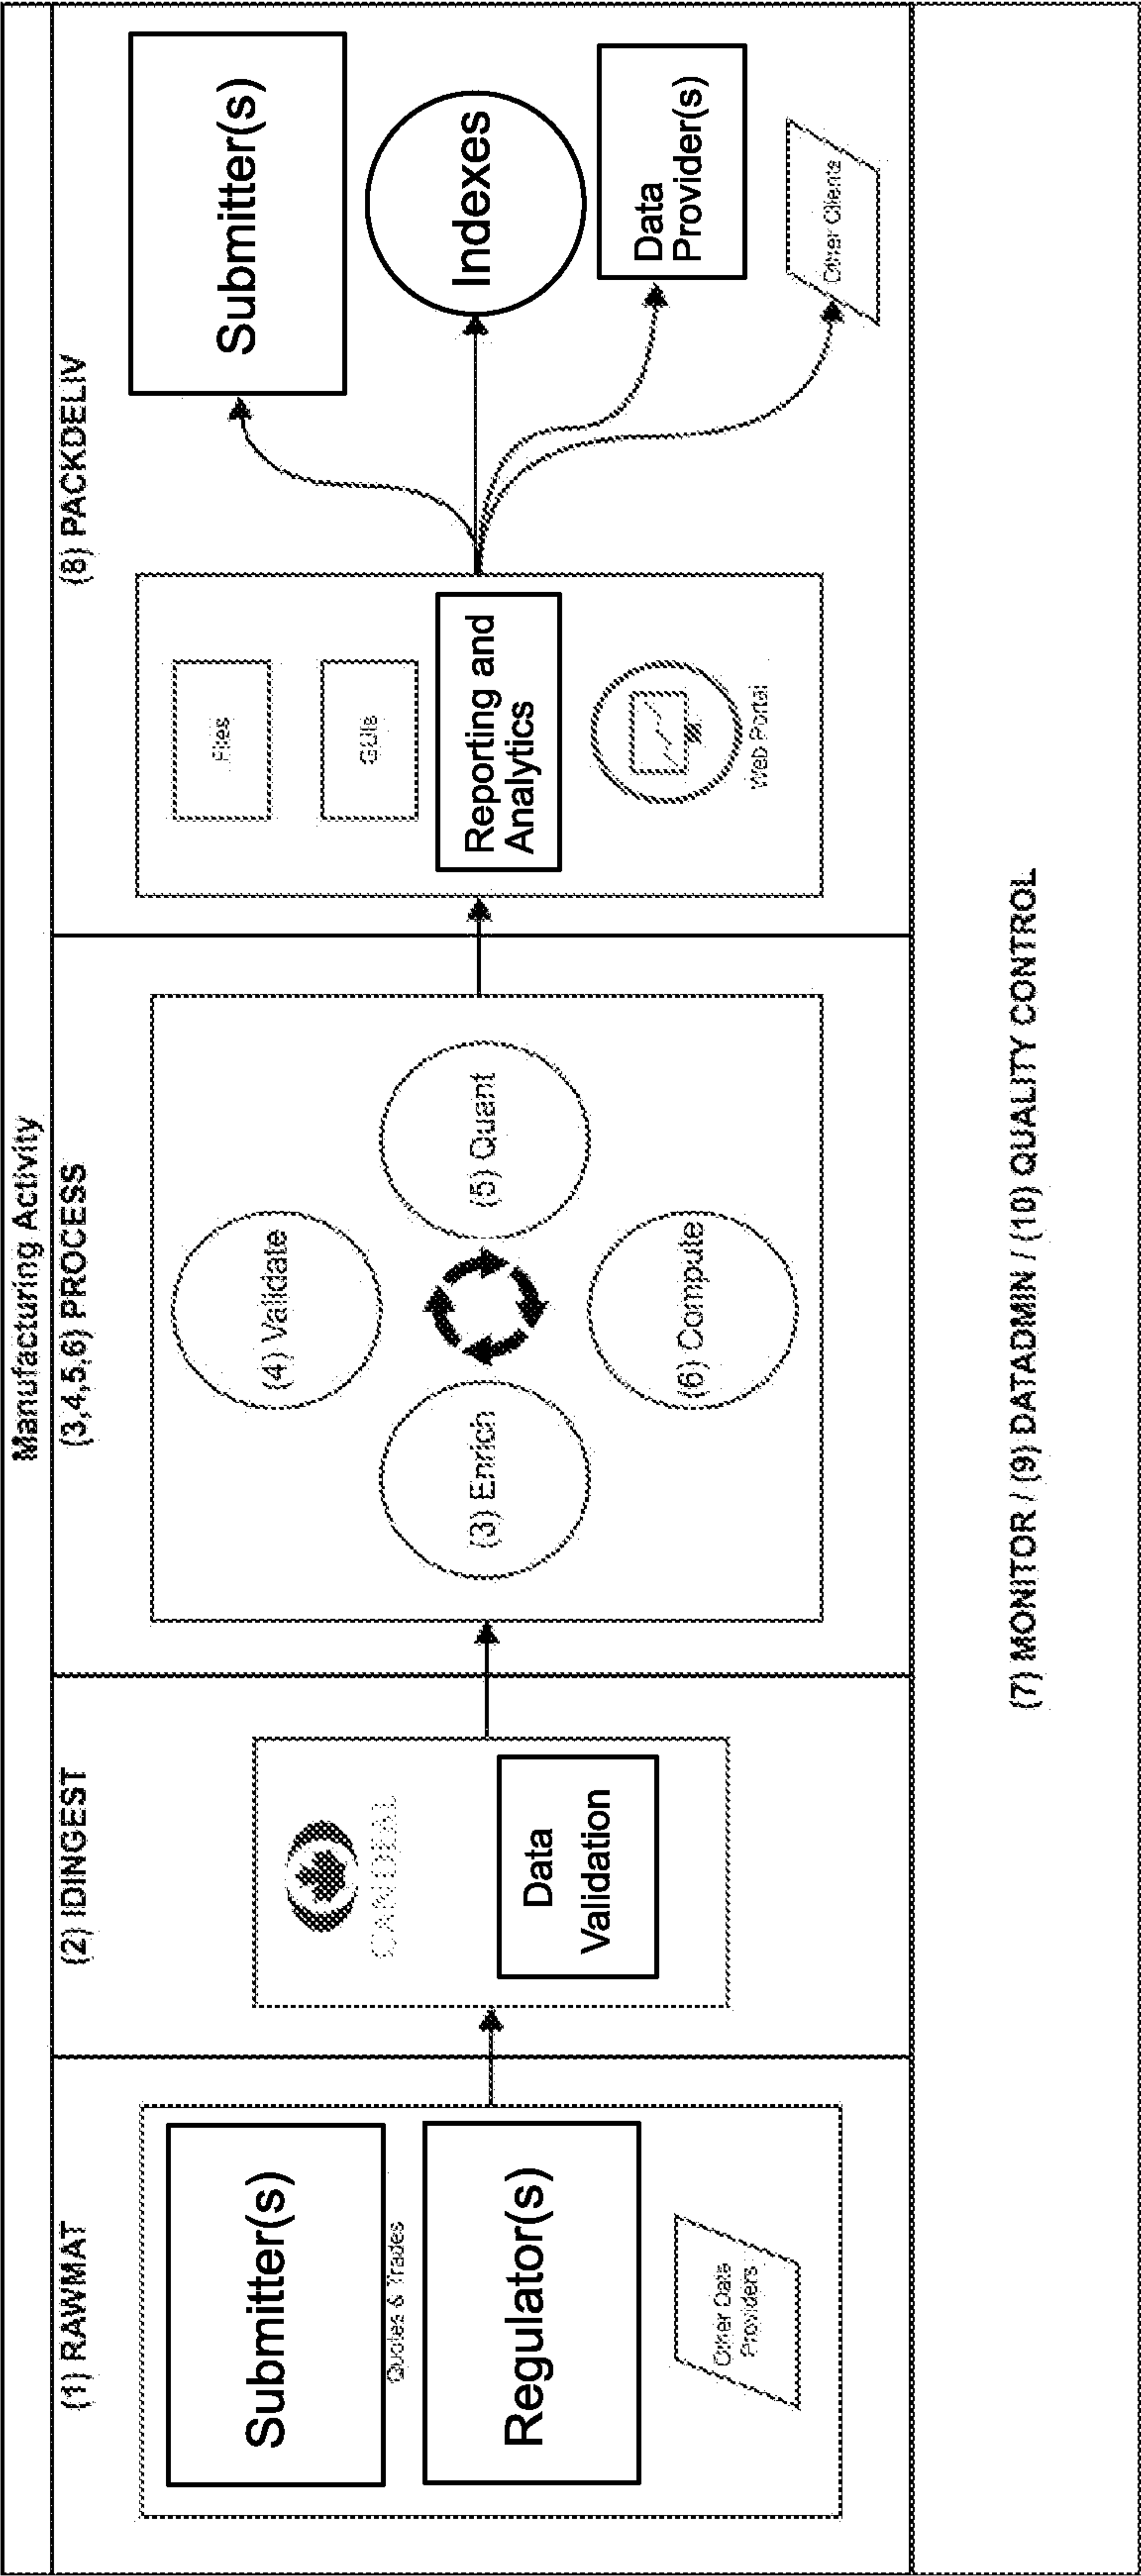 Manufacturing Activity
(1) RAWMAT
Submitter(s)
Quotes & Trades
Regulator(s)
Other Data
Providers
(2) IDINGEST
CANDEAL
Data
Validation
(3,4,5,6) PROCESS
(3) Enrich
(4) Validate
(5) Quant
(6) Compute
(8) PACKDELIV
Files
GUIs
Reporting and
Analytics
Web Portal
Submitter(s)
Indexes
Data
Provider(s)
Other Clients
(7) MONITOR / (9) DATADMIN / (10) QUALITY CONTROL